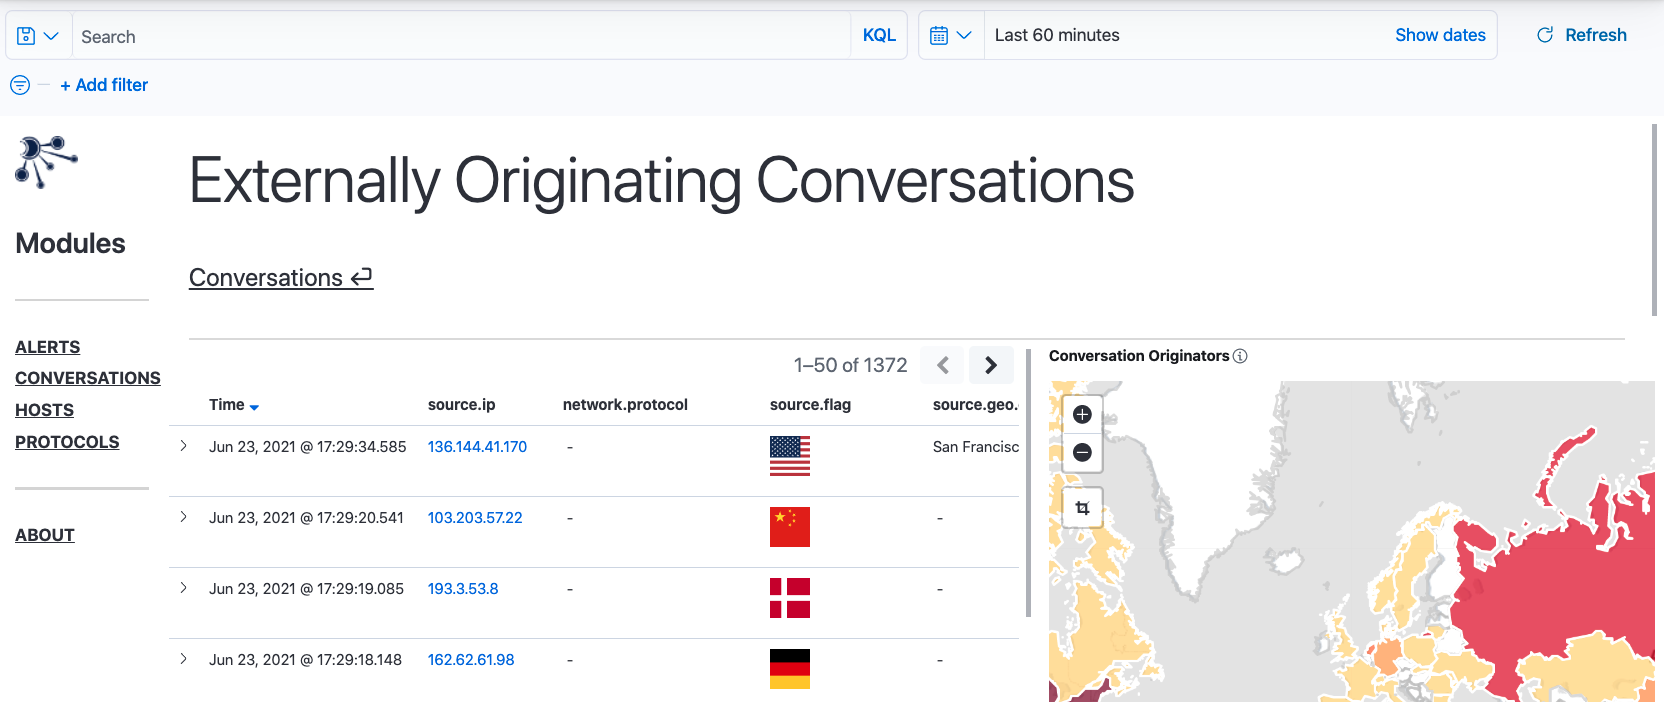 Search KQL Last 60 minutes Show dates Refresh
+ Add filter
Externally Originating Conversations
Modules
Conversations
ALERTS
CONVERSATIONS
HOSTS
PROTOCOLS
ABOUT
1–50 of 1372
Time source.ip network.protocol source.flag source.geo.
Jun 23, 2021 @ 17:29:34.585 136.144.41.170 - San Francisc
Jun 23, 2021 @ 17:29:20.541 103.203.57.22 - -
Jun 23, 2021 @ 17:29:19.085 193.3.53.8 - -
Jun 23, 2021 @ 17:29:18.148 162.62.61.98 - -
Conversation Originators